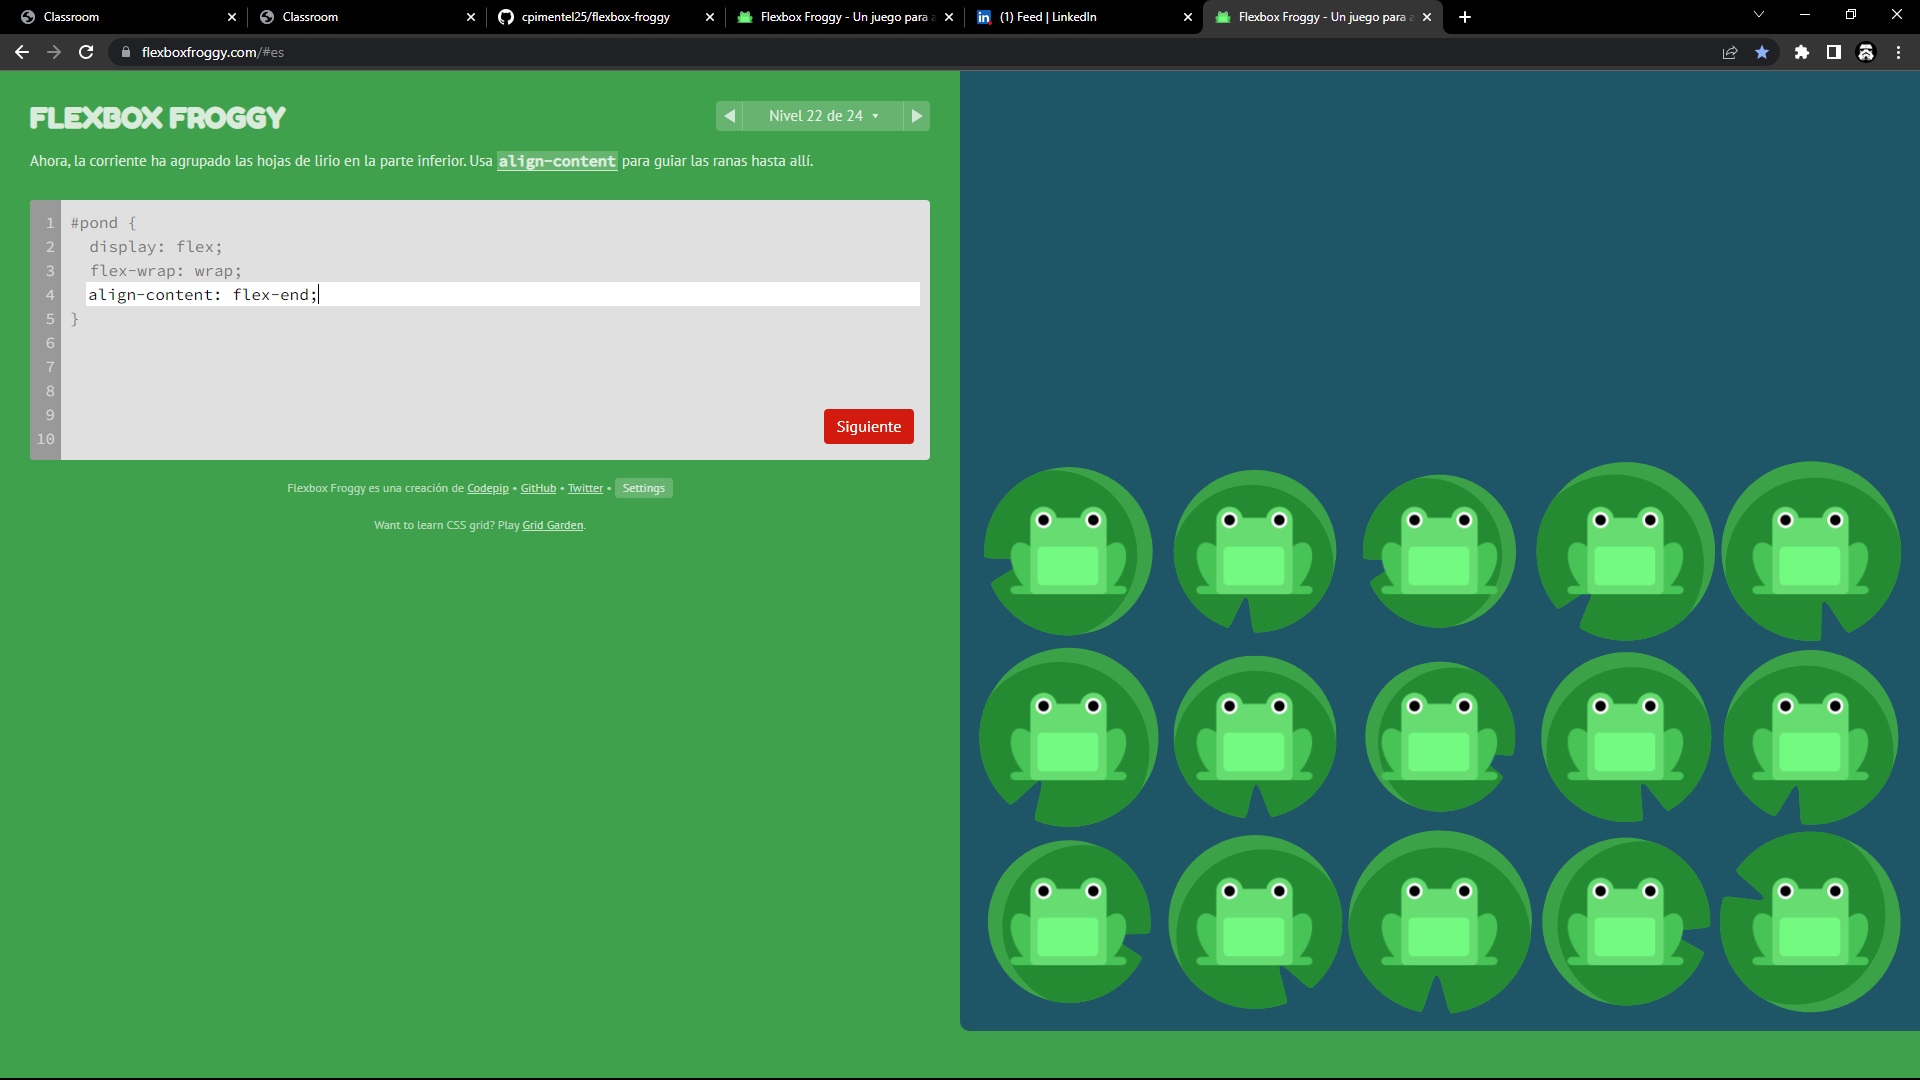 Classroom
Classroom
cpimentel25/flexbox-froggy
Flexbox Froggy - Un juego para a
(1) Feed | LinkedIn
Flexbox Froggy - Un juego para a
flexboxfroggy.com/#es
FLEXBOX FROGGY
Nivel 22 de 24
Ahora, la corriente ha agrupado las hojas de lirio en la parte inferior. Usa align-content para guiar las ranas hasta allí.
1 #pond {
2 display: flex;
3 flex-wrap: wrap;
4 align-content: flex-end;
5 }
6
7
8
9
10
Siguiente
Flexbox Froggy es una creación de Codepip • GitHub • Twitter • Settings
Want to learn CSS grid? Play Grid Garden.